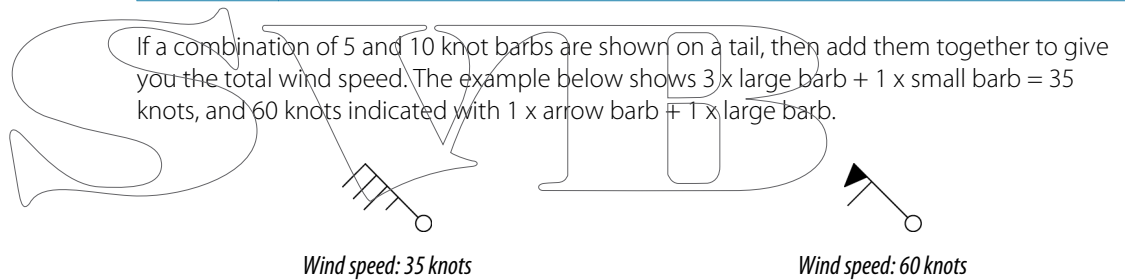 If a combination of 5 and 10 knot barbs are shown on a tail, then add them together to give
you the total wind speed. The example below shows 3 x large barb + 1 x small barb = 35
knots, and 60 knots indicated with 1 x arrow barb + 1 x large barb.
SVB
Wind speed: 35 knots
Wind speed: 60 knots